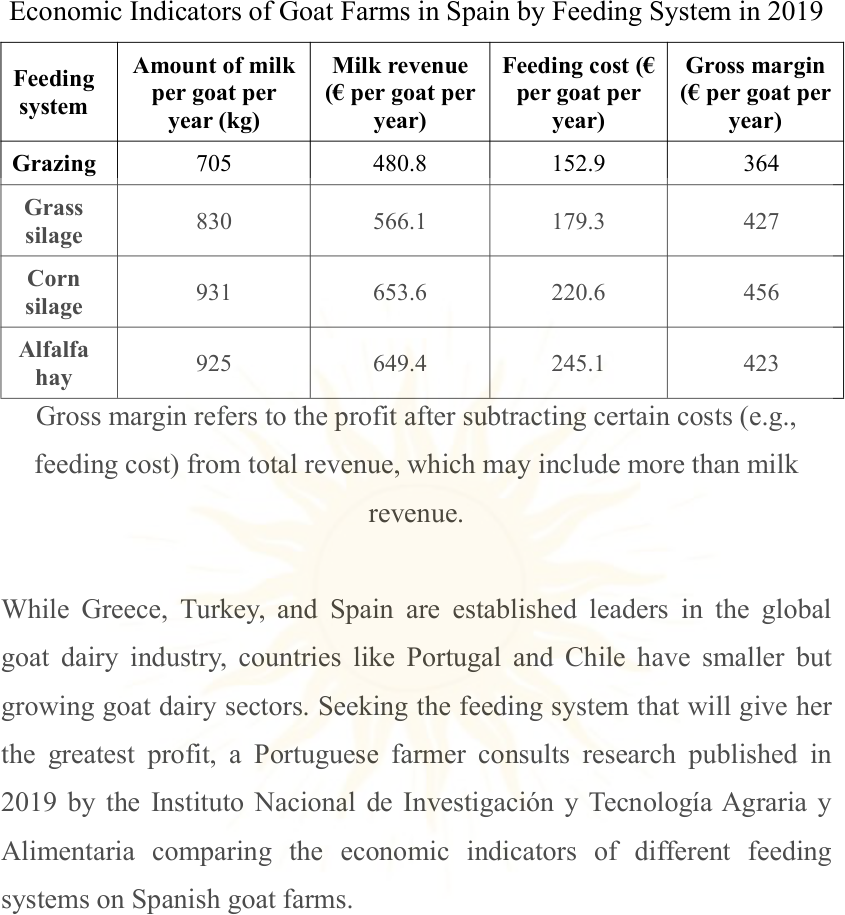 Economic Indicators of Goat Farms in Spain by Feeding System in 2019
Feeding system | Amount of milk per goat per year (kg) | Milk revenue (€ per goat per year) | Feeding cost (€ per goat per year) | Gross margin (€ per goat per year)
Grazing | 705 | 480.8 | 152.9 | 364
Grass silage | 830 | 566.1 | 179.3 | 427
Corn silage | 931 | 653.6 | 220.6 | 456
Alfalfa hay | 925 | 649.4 | 245.1 | 423
Gross margin refers to the profit after subtracting certain costs (e.g.,
feeding cost) from total revenue, which may include more than milk
revenue.
While Greece, Turkey, and Spain are established leaders in the global
goat dairy industry, countries like Portugal and Chile have smaller but
growing goat dairy sectors. Seeking the feeding system that will give her
the greatest profit, a Portuguese farmer consults research published in
2019 by the Instituto Nacional de Investigación y Tecnología Agraria y
Alimentaria comparing the economic indicators of different feeding
systems on Spanish goat farms.